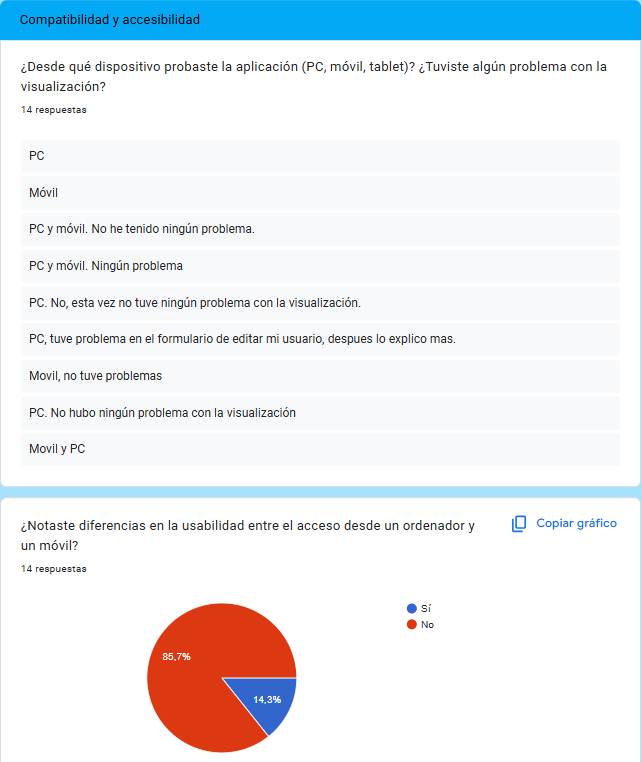 Compatibilidad y accesibilidad
¿Desde qué dispositivo probaste la aplicación (PC, móvil, tablet)? ¿Tuviste algún problema con la
visualización?
14 respuestas
PC
Móvil
PC y móvil. No he tenido ningún problema.
PC y móvil. Ningún problema
PC. No, esta vez no tuve ningún problema con la visualización.
PC, tuve problema en el formulario de editar mi usuario, despues lo explico mas.
Movil, no tuve problemas
PC. No hubo ningún problema con la visualización
Movil y PC
¿Notaste diferencias en la usabilidad entre el acceso desde un ordenador y
un móvil?
Copiar gráfico
14 respuestas
Sí
No
85,7%
14,3%